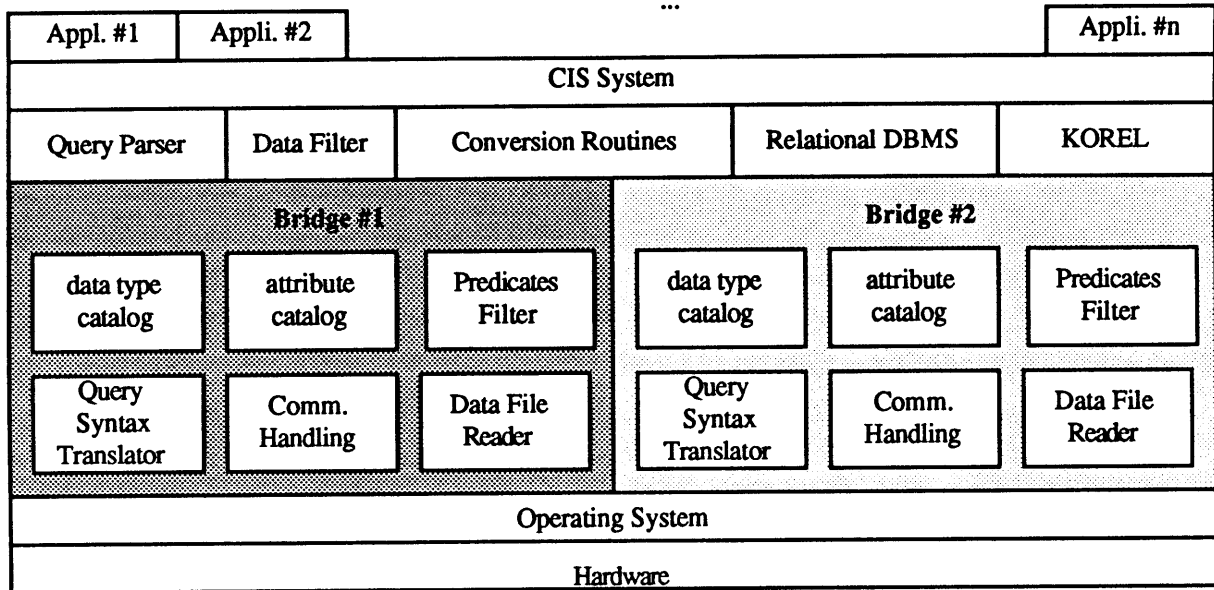 ...
Appl. #1 Appli. #2 Appli. #n
CIS System
Query Parser Data Filter Conversion Routines Relational DBMS KOREL
Bridge #1 Bridge #2
data type attribute Predicates data type attribute Predicates
catalog catalog Filter catalog catalog Filter
Query Comm. Data File Query Comm. Data File
Syntax Handling Reader Syntax Handling Reader
Translator Translator
Operating System
Hardware